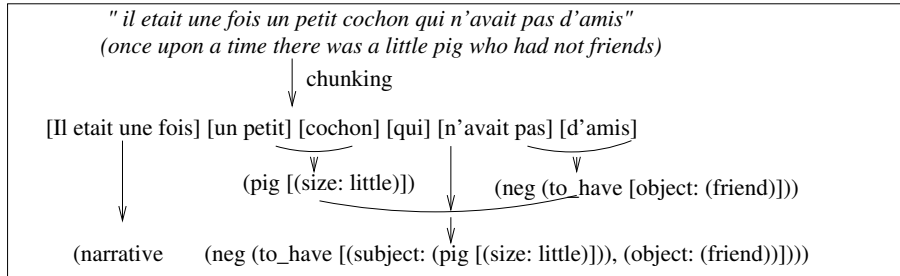 " il etait une fois un petit cochon qui n'avait pas d'amis"
(once upon a time there was a little pig who had not friends)
chunking
[Il etait une fois] [un petit] [cochon] [qui] [n'avait pas] [d'amis]
(pig [(size: little)]) (neg (to_have [object: (friend)]))
(narrative (neg (to_have [(subject: (pig [(size: little)])), (object: (friend))])))